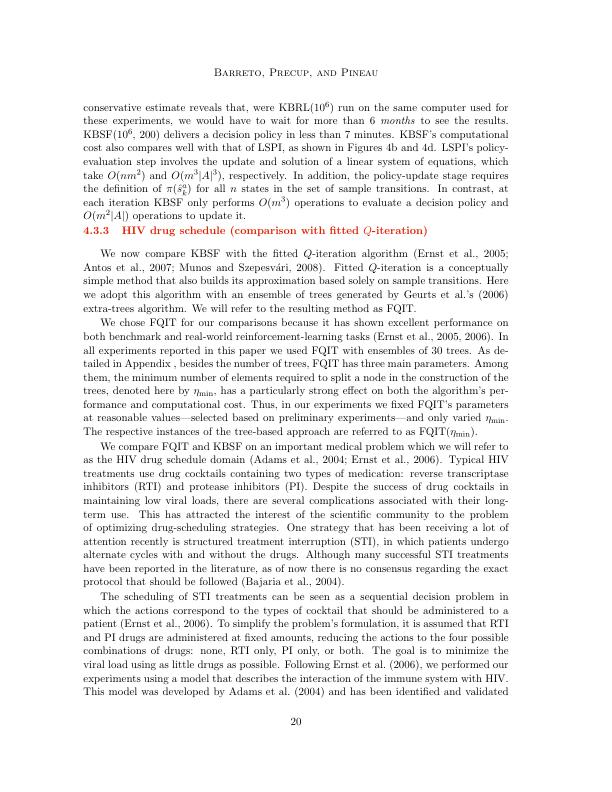 BARRETO, PRECUP, AND PINEAU
conservative estimate reveals that, were KBRL(10⁶) run on the same computer used for
these experiments, we would have to wait for more than 6 months to see the results.
KBSF(10⁶, 200) delivers a decision policy in less than 7 minutes. KBSF's computational
cost also compares well with that of LSPI, as shown in Figures 4b and 4d. LSPI's policy-
evaluation step involves the update and solution of a linear system of equations, which
take O(nm²) and O(m³|A|³), respectively. In addition, the policy-update stage requires
the definition of π(ŝₖᵃ) for all n states in the set of sample transitions. In contrast, at
each iteration KBSF only performs O(m³) operations to evaluate a decision policy and
O(m²|A|) operations to update it.
4.3.3 HIV drug schedule (comparison with fitted Q-iteration)
We now compare KBSF with the fitted Q-iteration algorithm (Ernst et al., 2005;
Antos et al., 2007; Munos and Szepesvári, 2008). Fitted Q-iteration is a conceptually
simple method that also builds its approximation based solely on sample transitions. Here
we adopt this algorithm with an ensemble of trees generated by Geurts et al.'s (2006)
extra-trees algorithm. We will refer to the resulting method as FQIT.
We chose FQIT for our comparisons because it has shown excellent performance on
both benchmark and real-world reinforcement-learning tasks (Ernst et al., 2005, 2006). In
all experiments reported in this paper we used FQIT with ensembles of 30 trees. As de-
tailed in Appendix , besides the number of trees, FQIT has three main parameters. Among
them, the minimum number of elements required to split a node in the construction of the
trees, denoted here by ηmin, has a particularly strong effect on both the algorithm's per-
formance and computational cost. Thus, in our experiments we fixed FQIT's parameters
at reasonable values—selected based on preliminary experiments—and only varied ηmin.
The respective instances of the tree-based approach are referred to as FQIT(ηmin).
We compare FQIT and KBSF on an important medical problem which we will refer to
as the HIV drug schedule domain (Adams et al., 2004; Ernst et al., 2006). Typical HIV
treatments use drug cocktails containing two types of medication: reverse transcriptase
inhibitors (RTI) and protease inhibitors (PI). Despite the success of drug cocktails in
maintaining low viral loads, there are several complications associated with their long-
term use. This has attracted the interest of the scientific community to the problem
of optimizing drug-scheduling strategies. One strategy that has been receiving a lot of
attention recently is structured treatment interruption (STI), in which patients undergo
alternate cycles with and without the drugs. Although many successful STI treatments
have been reported in the literature, as of now there is no consensus regarding the exact
protocol that should be followed (Bajaria et al., 2004).
The scheduling of STI treatments can be seen as a sequential decision problem in
which the actions correspond to the types of cocktail that should be administered to a
patient (Ernst et al., 2006). To simplify the problem's formulation, it is assumed that RTI
and PI drugs are administered at fixed amounts, reducing the actions to the four possible
combinations of drugs: none, RTI only, PI only, or both. The goal is to minimize the
viral load using as little drugs as possible. Following Ernst et al. (2006), we performed our
experiments using a model that describes the interaction of the immune system with HIV.
This model was developed by Adams et al. (2004) and has been identified and validated
20